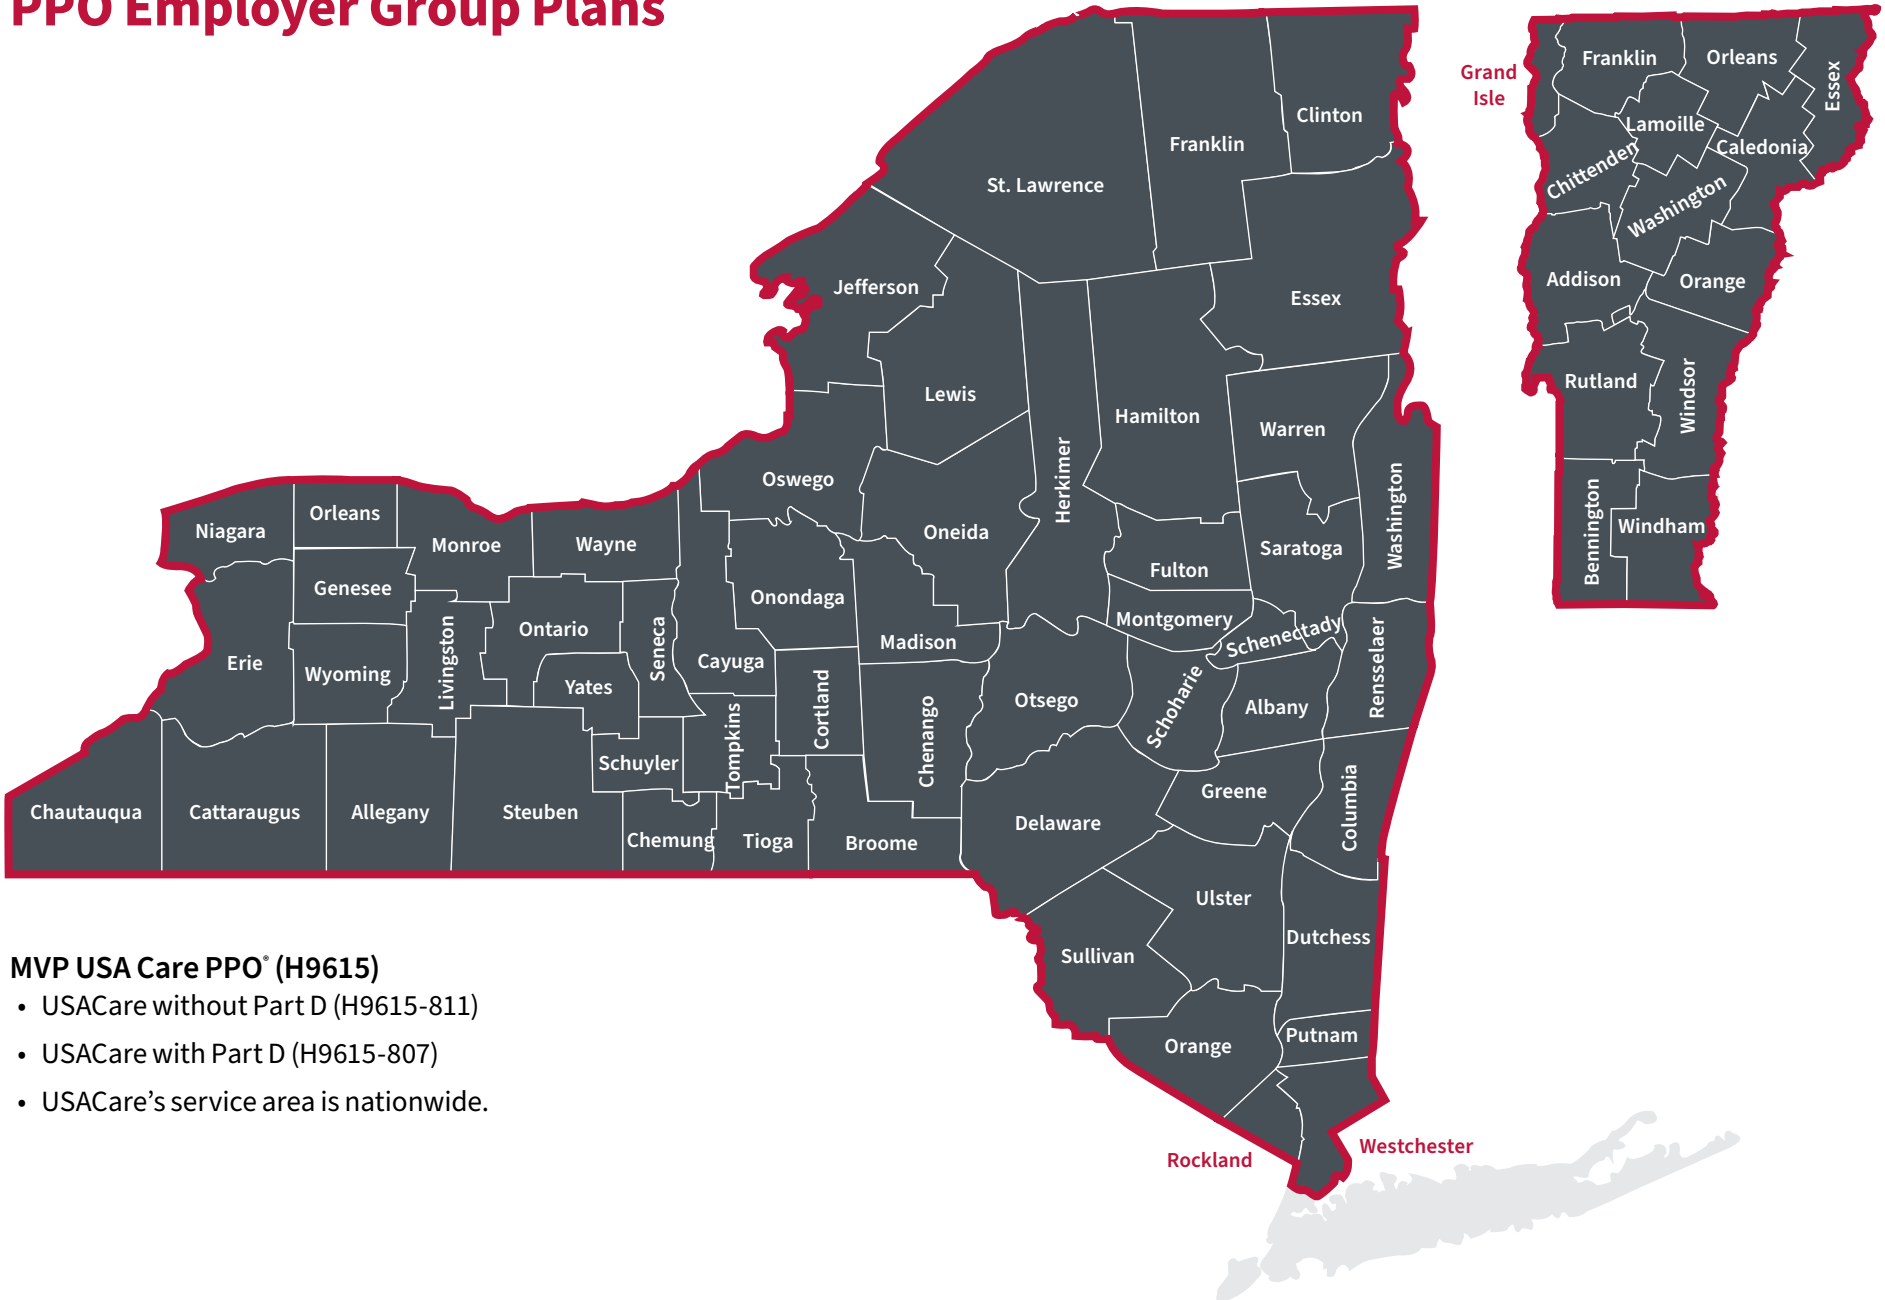 PPO Employer Group Plans
Grand
Isle
Franklin
Orleans
Essex
Lamoille
Caledonia
Chittenden
Washington
Addison
Orange
Rutland
Windsor
Bennington
Windham
Clinton
Franklin
St. Lawrence
Jefferson
Essex
Lewis
Hamilton
Warren
Herkimer
Washington
Oswego
Oneida
Saratoga
Niagara
Orleans
Monroe
Wayne
Genesee
Onondaga
Fulton
Montgomery
Schenectady
Ontario
Seneca
Cayuga
Madison
Erie
Wyoming
Livingston
Yates
Cortland
Chenango
Otsego
Schoharie
Albany
Rensselaer
Tompkins
Schuyler
Chautauqua
Cattaraugus
Allegany
Steuben
Chemung
Tioga
Broome
Delaware
Greene
Columbia
Ulster
Dutchess
Sullivan
Orange
Putnam
Rockland
Westchester
MVP USA Care PPO® (H9615)
• USACare without Part D (H9615-811)
• USACare with Part D (H9615-807)
• USACare’s service area is nationwide.